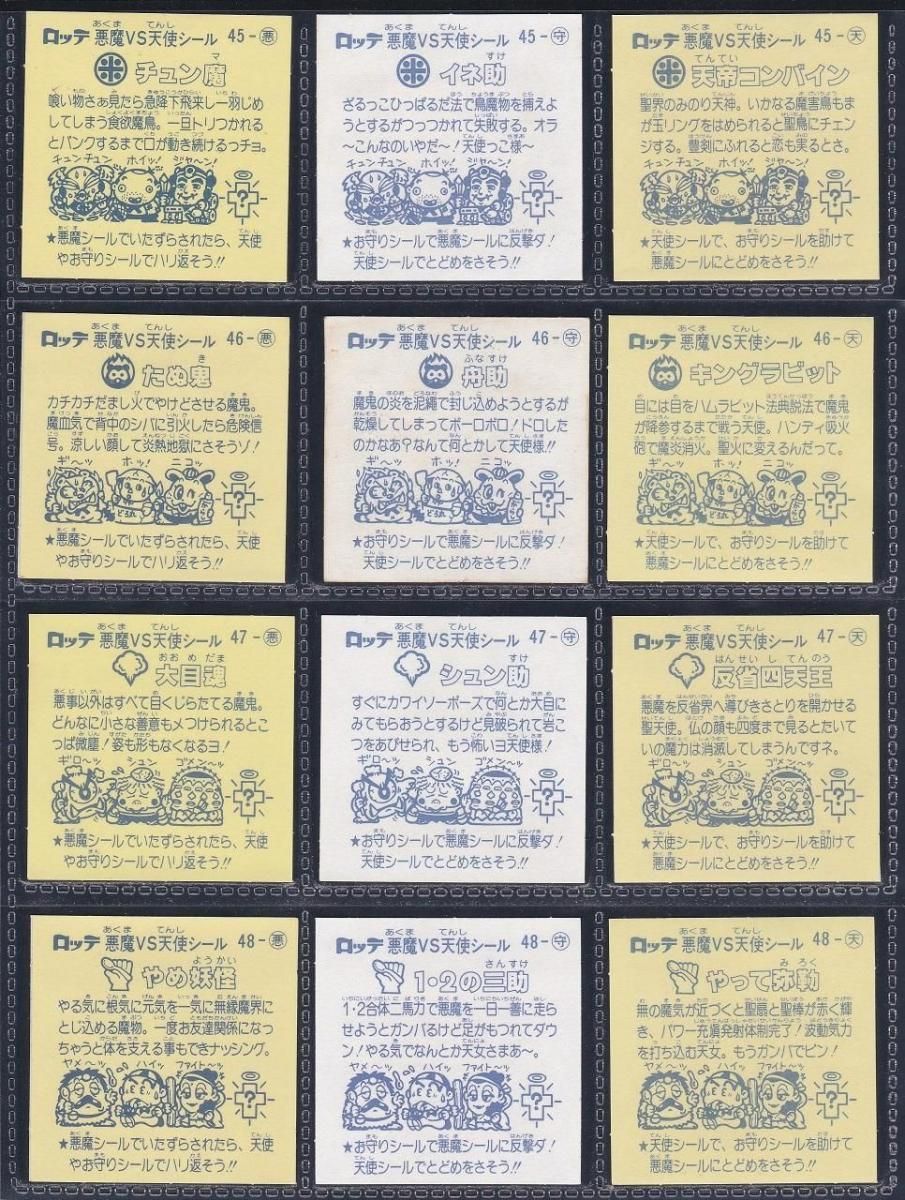 ロッテ 悪魔VS天使シール 45-悪
チュン魔
喰い物さぁ見たら急降下飛来し一羽じめ
してしまう食欲魔鳥。一旦トリつかれる
とパンクするまで口が動き続けるっチョ。
キュンチュン ホイッ! ミリャヘーン!
★悪魔シールでいたずらされたら、天使
やお守りシールでハリ返そう!!
ロッテ 悪魔VS天使シール 45-守
イネ助
ざるっこひっぱるだ法で鳥魔物を捕えよ
うとするがつっつかれて失敗する。オラ
〜こんなのいやだ〜!天使っこ様〜
キュンチュン ホイッ! ミリャヘーン!
★お守りシールで悪魔シールに反撃ダ!
天使シールでとどめをさそう!!
ロッテ 悪魔VS天使シール 45-天
天帝コンバイン
聖界のみのり天神。いかなる魔害鳥もま
が玉リングをはめられると聖鳥にチェン
ジする。豊剣にふれると恋も実るとさ。
キュンチュン ホイッ! ミリャヘーン!
★天使シールで、お守りシールを助けて
悪魔シールにとどめをさそう!!
ロッテ 悪魔VS天使シール 46-悪
たぬ鬼
カチカチだまし火でやけどさせる魔鬼。
魔血気で背中のシバに引火したら危険信
号。涼しい顔して炎熱地獄にさそうゾ!
ギ〜ッ ホッ! ニコッ
★悪魔シールでいたずらされたら、天使
やお守りシールでハリ返そう!!
ロッテ 悪魔VS天使シール 46-守
舟助
魔鬼の炎を泥縄で封じ込めようとするが
乾燥してしまってボーロボロ!ドロした
のかなあ?なんて何とかして天使様!
ギ〜ッ ホッ! ニコッ
★お守りシールで悪魔シールに反撃ダ!
天使シールでとどめをさそう!!
ロッテ 悪魔VS天使シール 46-天
キングラビット
目には目をハムラビット法典説法で魔鬼
が降参するまで戦う天使。ハンディ吸火
砲で魔炎消火。聖火に変えるんだって。
ギ〜ッ ホッ! ニコッ
★天使シールで、お守りシールを助けて
悪魔シールにとどめをさそう!!
ロッテ 悪魔VS天使シール 47-悪
大目魂
悪事以外はすべて目くじらたてる魔鬼。
どんなに小さな善意もメつけられるとこ
っぱ微塵!姿も形もなくなるヨ!
ギロ〜ッ シュン ゴメン〜ッ
★悪魔シールでいたずらされたら、天使
やお守りシールでハリ返そう!!
ロッテ 悪魔VS天使シール 47-守
シュン助
すぐにカワイソーポーズで何とか大目に
みてもらおうとするけど見破られて岩こ
つをあびせられ、もう怖いヨ天使様!
ギロ〜ッ シュン ゴメン〜ッ
★お守りシールで悪魔シールに反撃ダ!
天使シールでとどめをさそう!!
ロッテ 悪魔VS天使シール 47-天
反省四天王
悪魔を反省界へ導びきさとりを開かせる
聖天使。仏の顔も四度まで見るとたいて
いの魔力は消滅してしまうんですネ。
ギロ〜ッ シュン ゴメン〜ッ
★天使シールで、お守りシールを助けて
悪魔シールにとどめをさそう!!
ロッテ 悪魔VS天使シール 48-悪
やめ妖怪
やる気に根気に元気を一気に無縁魔界に
とじ込める魔物。一度お友達関係になっ
ちゃうと体を支える事もできナッシング。
ヤメ〜ッ ハイッ ファイト〜ッ
★悪魔シールでいたずらされたら、天使
やお守りシールでハリ返そう!!
ロッテ 悪魔VS天使シール 48-守
1・2の三助
1・2合体二馬力で悪魔を一日一善に走ら
せようとガンバるけど足がもつれてダウ
ン!やる気でなんとか天女さまあ〜。
ヤメ〜ッ ハイッ ファイト〜ッ
★お守りシールで悪魔シールに反撃ダ!
天使シールでとどめをさそう!!
ロッテ 悪魔VS天使シール 48-天
やって弥勒
無の魔気が近づくと聖扇と聖棒が赤く輝
き、パワー充塡発射体制完了!波動気力
を打ち込む天女。もうガンバでピン!
ヤメ〜ッ ハイッ ファイト〜ッ
★天使シールで、お守りシールを助けて
悪魔シールにとどめをさそう!!